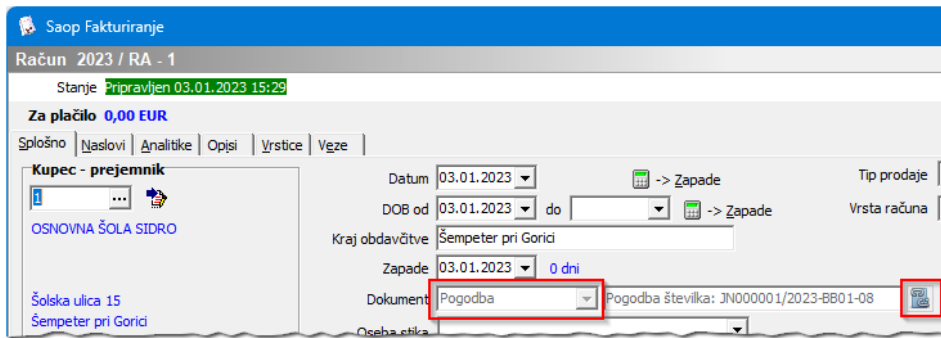 Saop Fakturiranje
Račun 2023 / RA - 1
Stanje Pripravljen 03.01.2023 15:29
Za plačilo 0,00 EUR
Splošno Naslovi Analitike Opisi Vrstice Veze
Kupec - prejemnik
1 ...
OSNOVNA ŠOLA SIDRO
Šolska ulica 15
Šempeter pri Gorici
Datum 03.01.2023 -> Zapade Tip prodaje
DOB od 03.01.2023 do -> Zapade Vrsta računa
Kraj obdavčitve Šempeter pri Gorici
Zapade 03.01.2023 0 dni
Dokument Pogodba Pogodba številka: JN000001/2023-BB01-08
Oseba stika